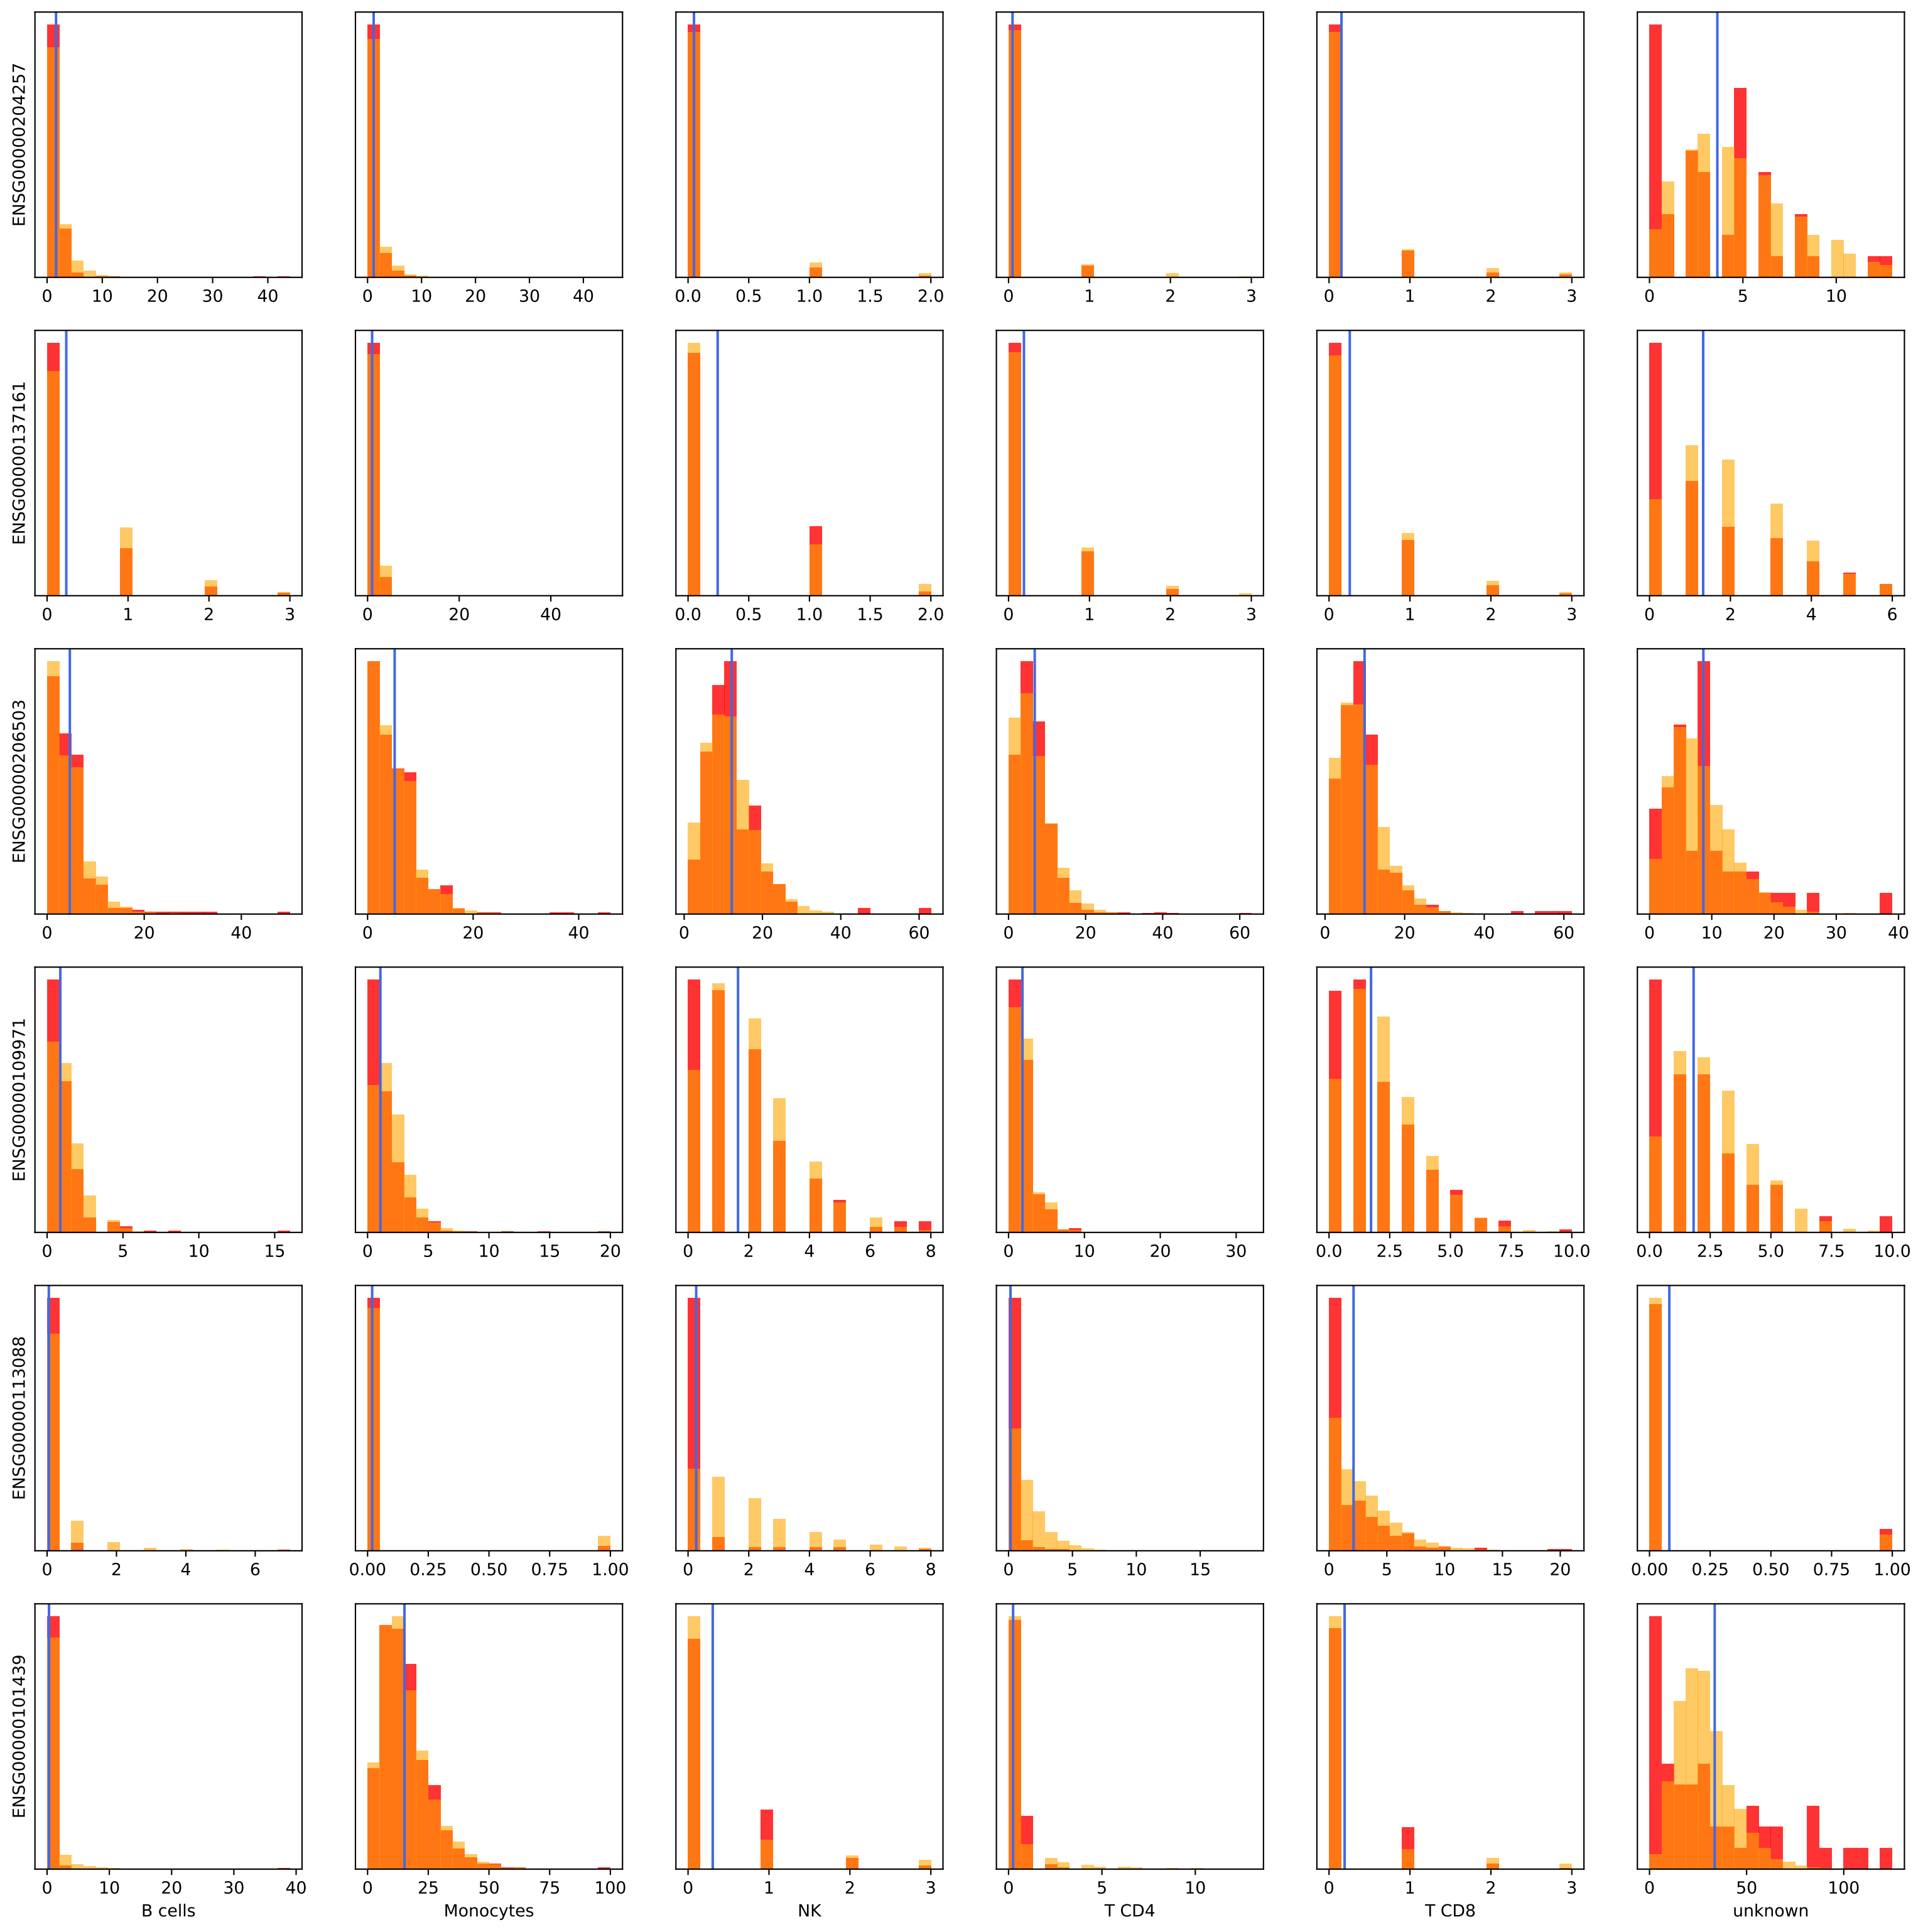 ENSG00000204257
0 10 20 30 40
0 10 20 30 40
0.0 0.5 1.0 1.5 2.0
0 1 2 3
0 1 2 3
0 5 10
ENSG00000137161
0 1 2 3
0 20 40
0.0 0.5 1.0 1.5 2.0
0 1 2 3
0 1 2 3
0 2 4 6
ENSG00000206503
0 20 40
0 20 40
0 20 40 60
0 20 40 60
0 20 40 60
0 10 20 30 40
ENSG00000109971
0 5 10 15
0 5 10 15 20
0 2 4 6 8
0 10 20 30
0.0 2.5 5.0 7.5 10.0
0.0 2.5 5.0 7.5 10.0
ENSG00000113088
0 2 4 6
0.00 0.25 0.50 0.75 1.00
0 2 4 6 8
0 5 10 15
0 5 10 15 20
0.00 0.25 0.50 0.75 1.00
ENSG00000101439
0 10 20 30 40
0 25 50 75 100
0 1 2 3
0 5 10
0 1 2 3
0 50 100
B cells
Monocytes
NK
T CD4
T CD8
unknown